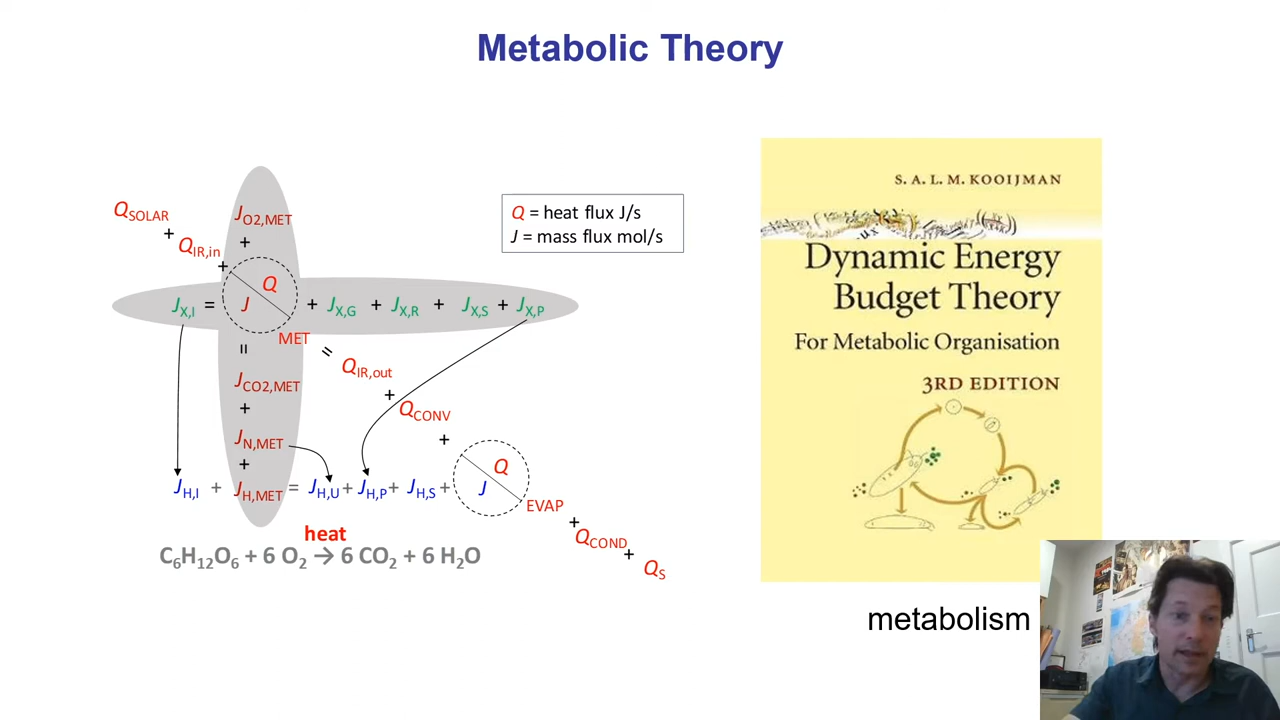 Metabolic Theory
Q = heat flux J/s
J = mass flux mol/s
Q_SOLAR
+
Q_IR,in
+
J_O2,MET
+
J_X,I = J Q MET + J_X,G + J_X,R + J_X,S + J_X,P
=
J_CO2,MET
+
J_N,MET
+
= Q_IR,out
+
Q_CONV
+
J_H,I + J_H,MET = J_H,U + J_H,P + J_H,S + J Q EVAP
+
Q_COND
+
Q_S
heat
C₆H₁₂O₆ + 6 O₂ → 6 CO₂ + 6 H₂O
S. A. L. M. KOOIJMAN
Dynamic Energy
Budget Theory
For Metabolic Organisation
3RD EDITION
metabolism